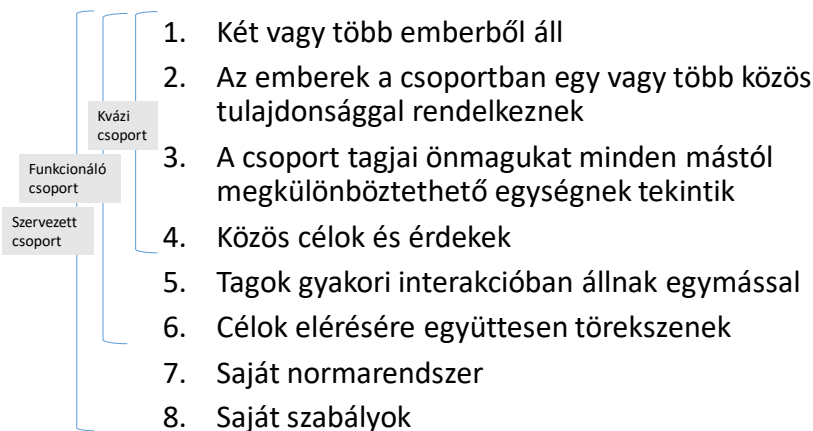 1. Két vagy több emberből áll
2. Az emberek a csoportban egy vagy több közös
tulajdonsággal rendelkeznek
Kvázi
csoport
3. A csoport tagjai önmagukat minden mástól
megkülönböztethető egységnek tekintik
Funkcionáló
csoport
Szervezett
csoport
4. Közös célok és érdekek
5. Tagok gyakori interakcióban állnak egymással
6. Célok elérésére együttesen törekszenek
7. Saját normarendszer
8. Saját szabályok